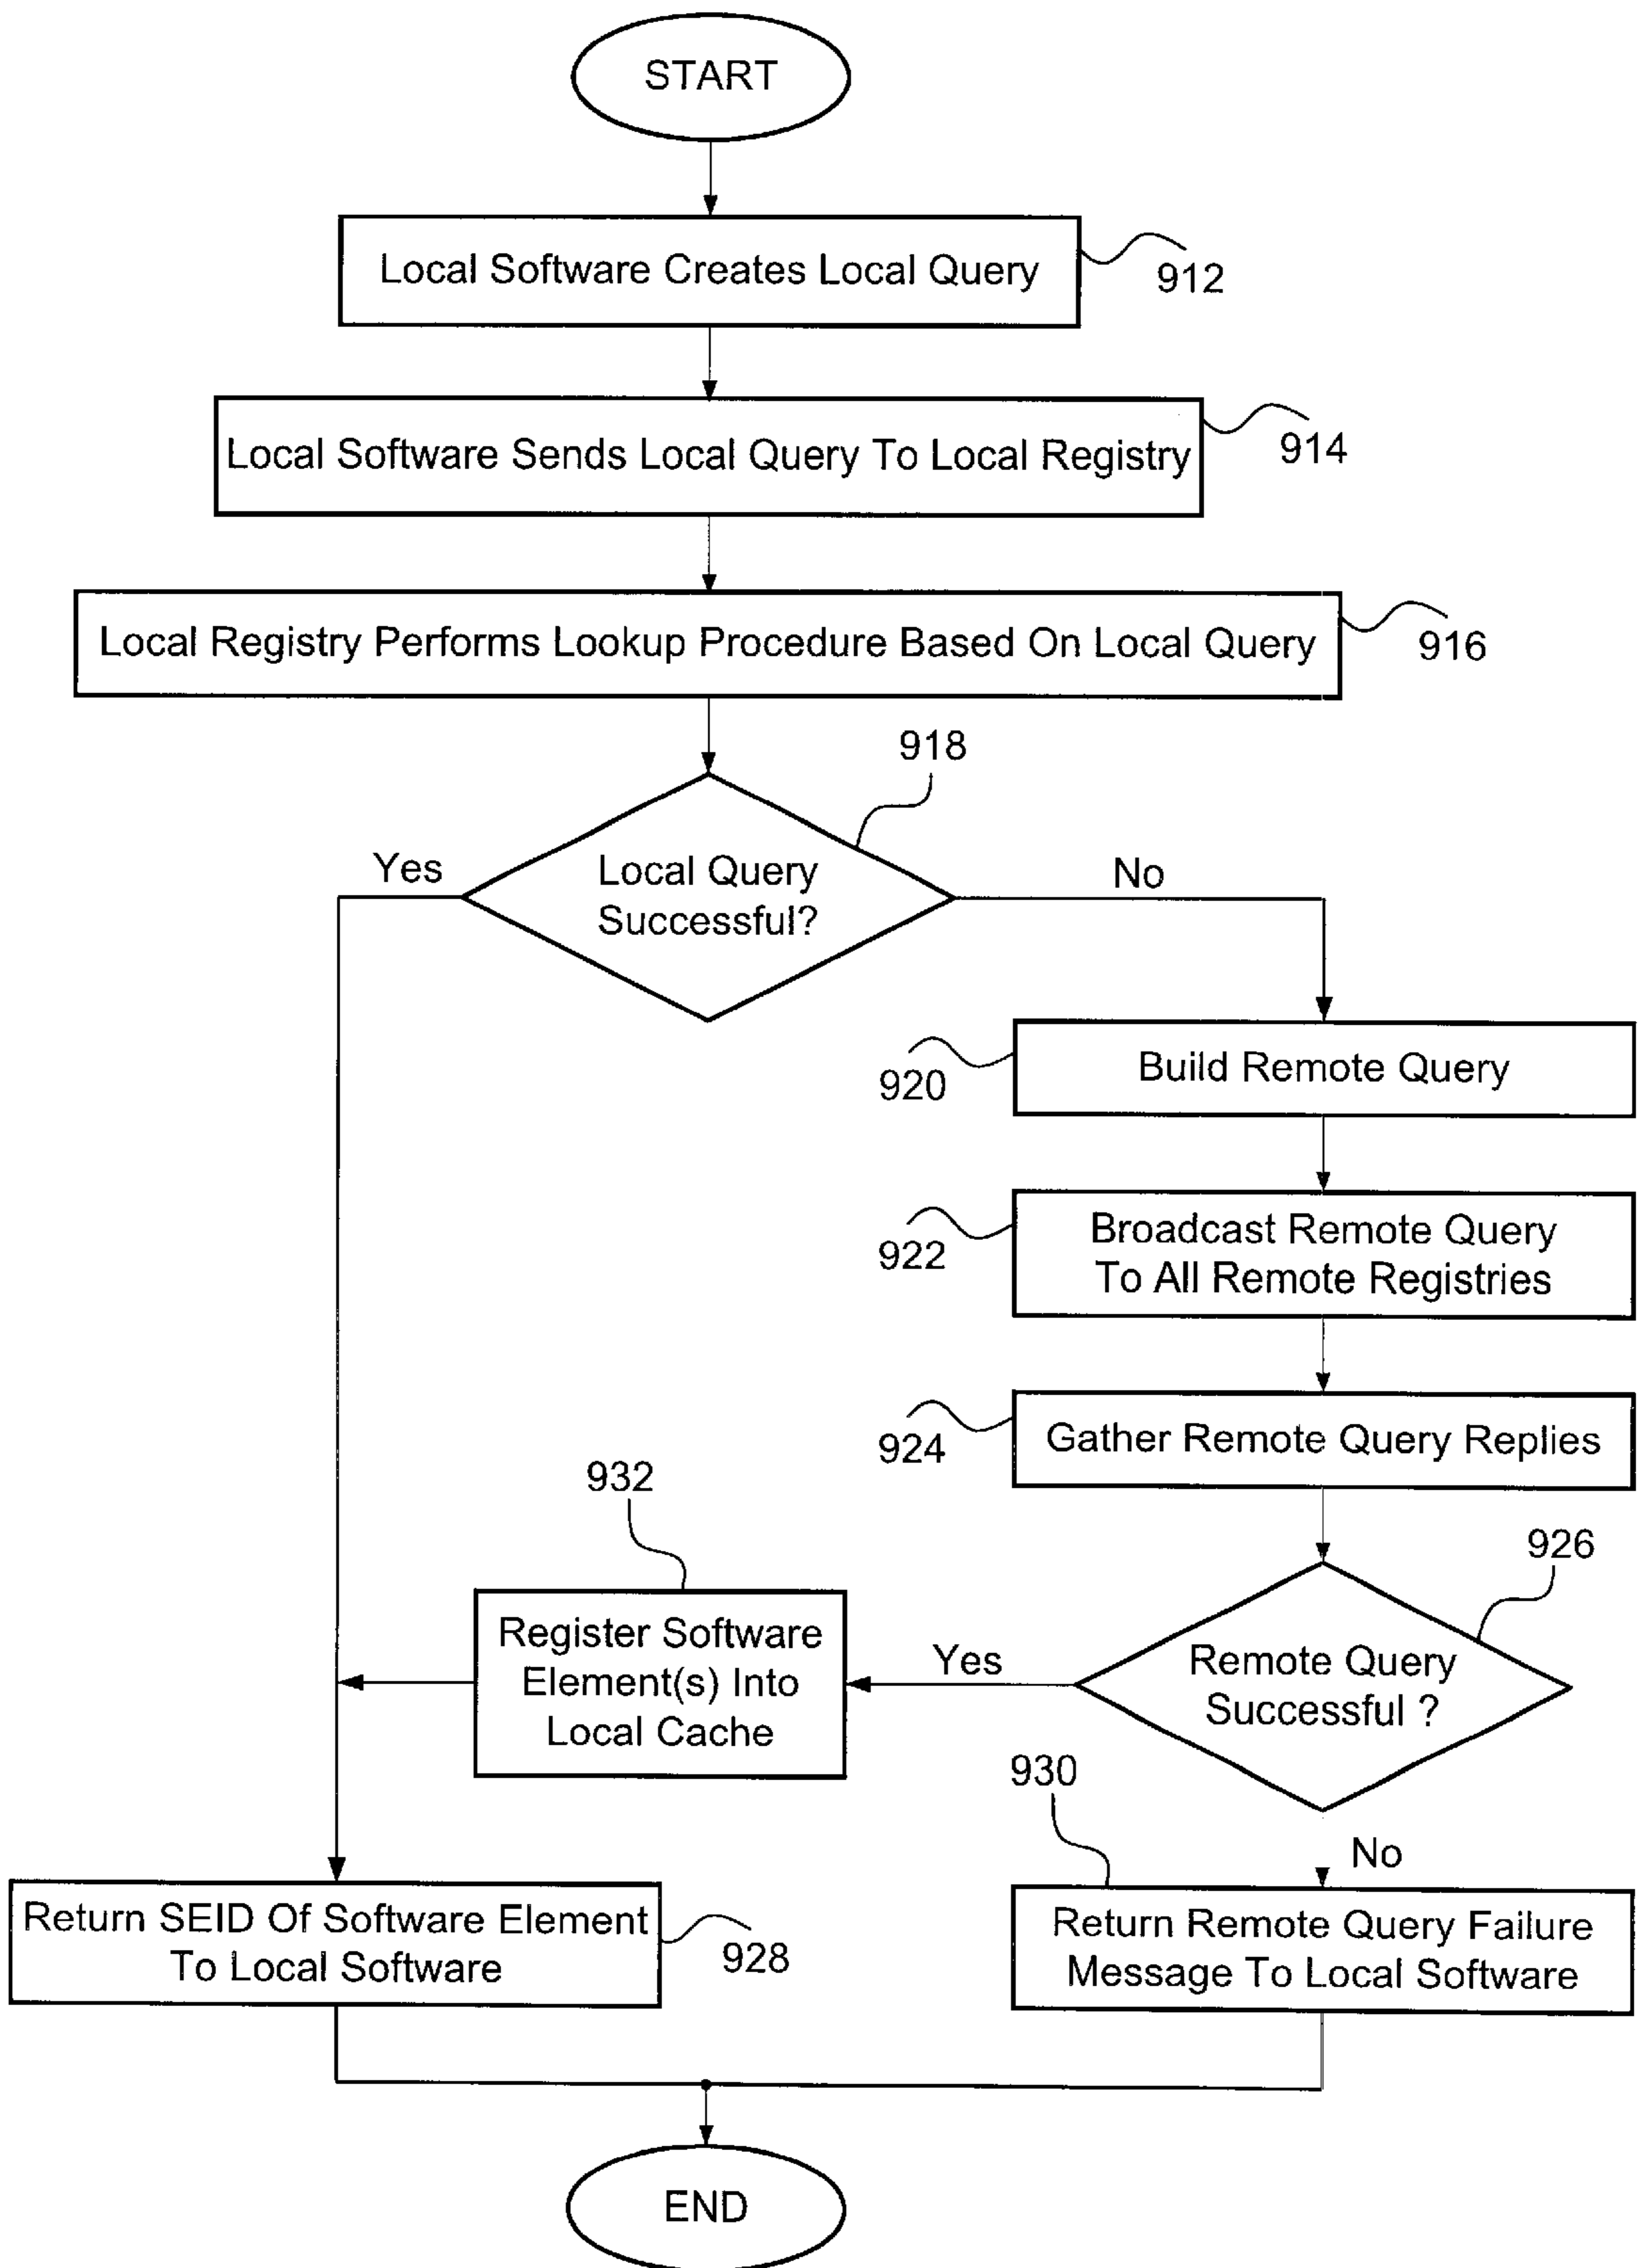 START
Local Software Creates Local Query
912
Local Software Sends Local Query To Local Registry
914
Local Registry Performs Lookup Procedure Based On Local Query
916
918
Yes
Local Query
Successful?
No
920
Build Remote Query
922
Broadcast Remote Query
To All Remote Registries
924
Gather Remote Query Replies
932
926
Register Software
Element(s) Into
Local Cache
Yes
Remote Query
Successful ?
930
No
Return SEID Of Software Element
To Local Software
928
Return Remote Query Failure
Message To Local Software
END